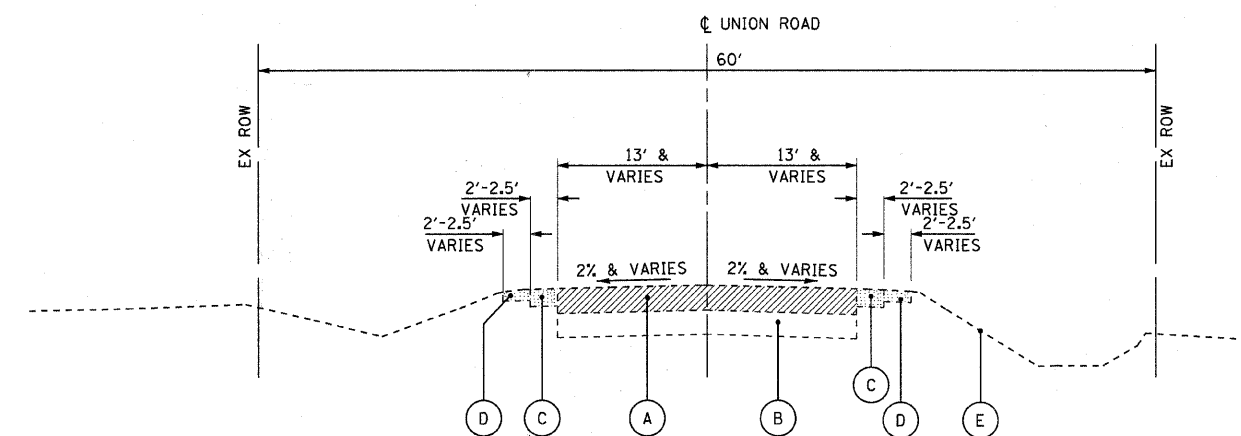 ℄ UNION ROAD
60'
EX ROW
EX ROW
13' &
VARIES
13' &
VARIES
2'-2.5'
VARIES
2'-2.5'
VARIES
2'-2.5'
VARIES
2'-2.5'
VARIES
2% & VARIES
2% & VARIES
D
C
A
B
C
D
E